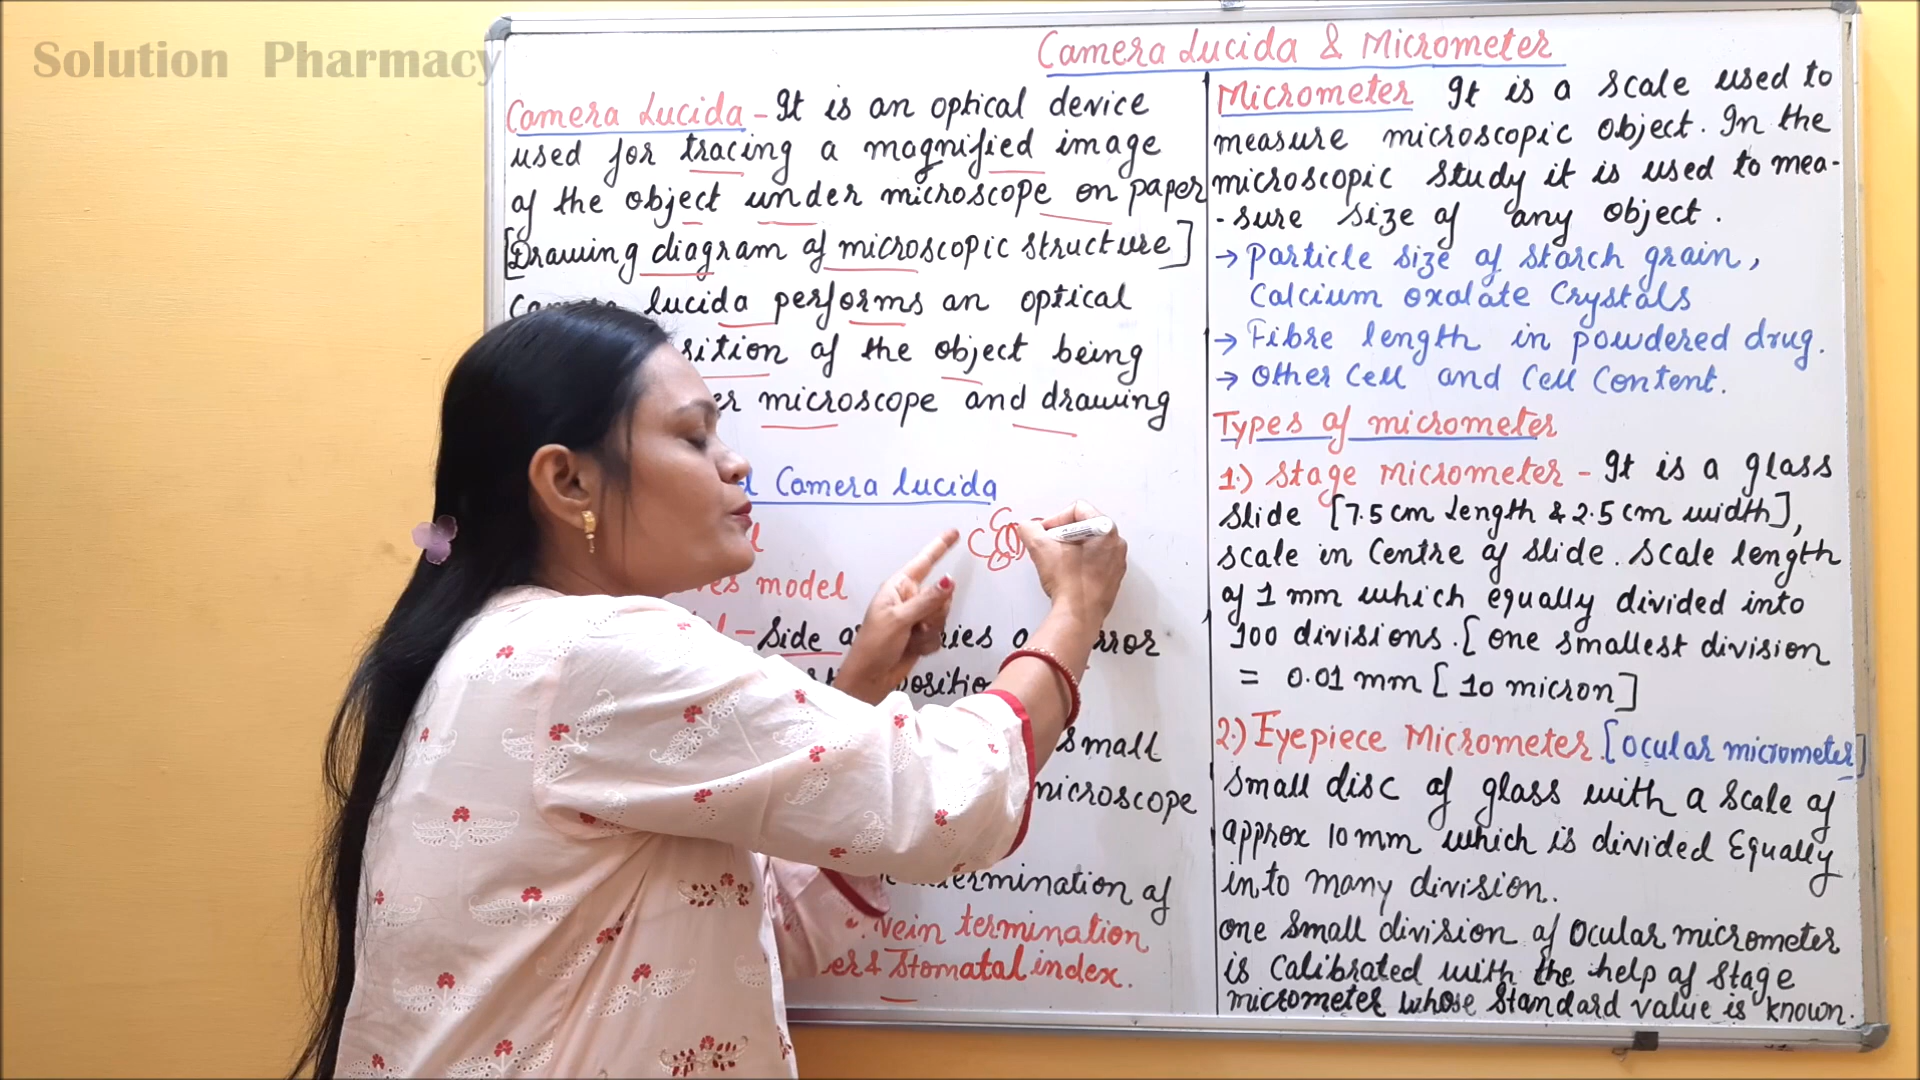 Solution Pharmacy
Camera Lucida & Micrometer
Camera Lucida - It is an optical device
used for tracing a magnified image
of the object under microscope on paper
[Drawing diagram of microscopic structure]
lucida performs an optical
sition of the object being
er microscope and drawing
Camera lucida
es model
- Side a ries o rror
positio
small
microscope
ermination of
vein termination
er & Stomatal index.
Micrometer It is a scale used to
measure microscopic object. In the
microscopic study it is used to mea-
-sure size of any object.
→ Particle size of starch grain,
Calcium oxalate Crystals
→ Fibre length in powdered drug.
→ Other Cell and Cell Content.
Types of micrometer
1.) Stage Micrometer - It is a glass
slide [7.5 cm length & 2.5 cm width],
scale in Centre of slide. Scale length
of 1 mm which equally divided into
100 divisions. [one smallest division
= 0.01 mm [10 micron]
2.) Eyepiece Micrometer. [Ocular micrometer]
Small disc of glass with a scale of
approx 10 mm which is divided Equally
into many division.
one small division of Ocular micrometer
is Calibrated with the help of Stage
micrometer whose standard value is known.